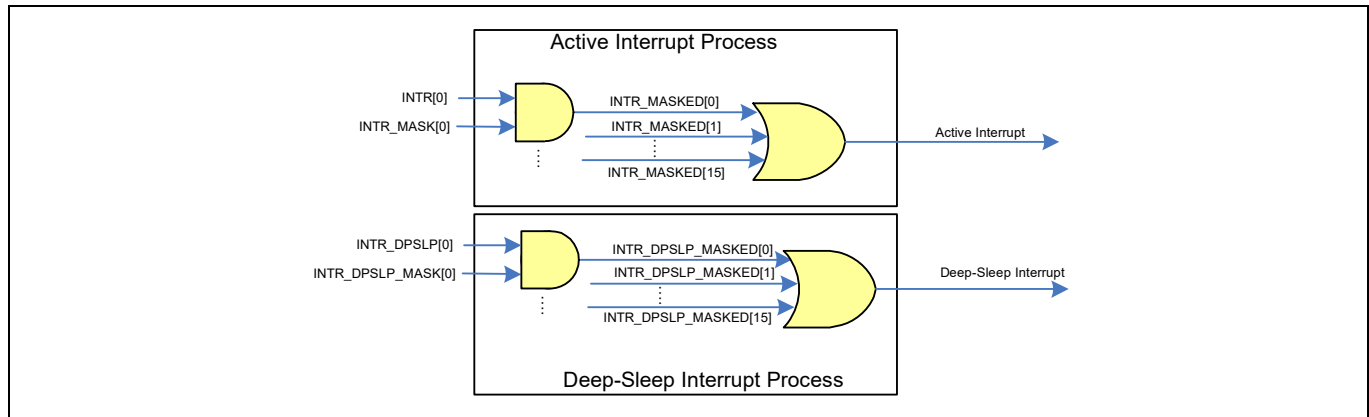 Active Interrupt Process
INTR[0]
INTR_MASK[0]
INTR_MASKED[0]
INTR_MASKED[1]
INTR_MASKED[15]
Active Interrupt
INTR_DPSLP[0]
INTR_DPSLP_MASK[0]
INTR_DPSLP_MASKED[0]
INTR_DPSLP_MASKED[1]
INTR_DPSLP_MASKED[15]
Deep-Sleep Interrupt
Deep-Sleep Interrupt Process